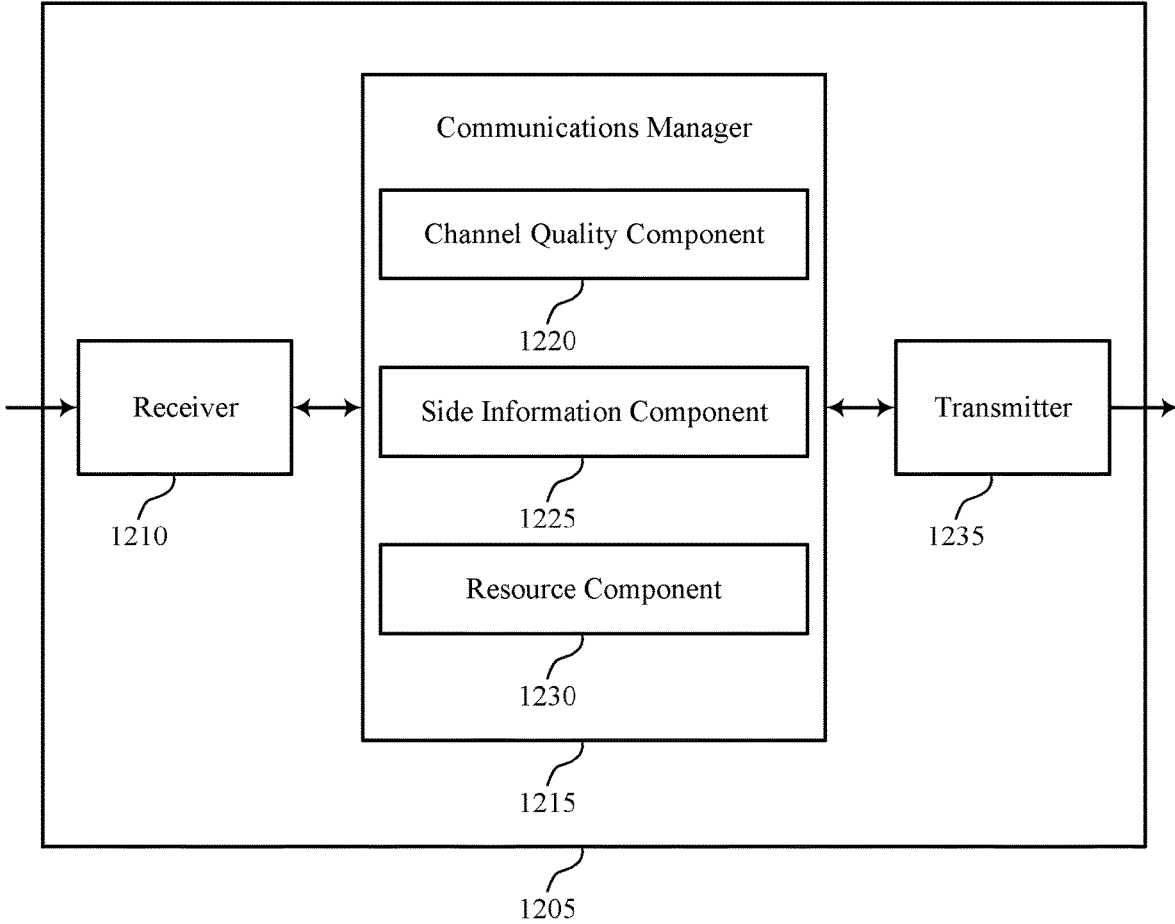 Communications Manager
Channel Quality Component
1220
Receiver
1210
Side Information Component
1225
Transmitter
1235
Resource Component
1230
1215
1205